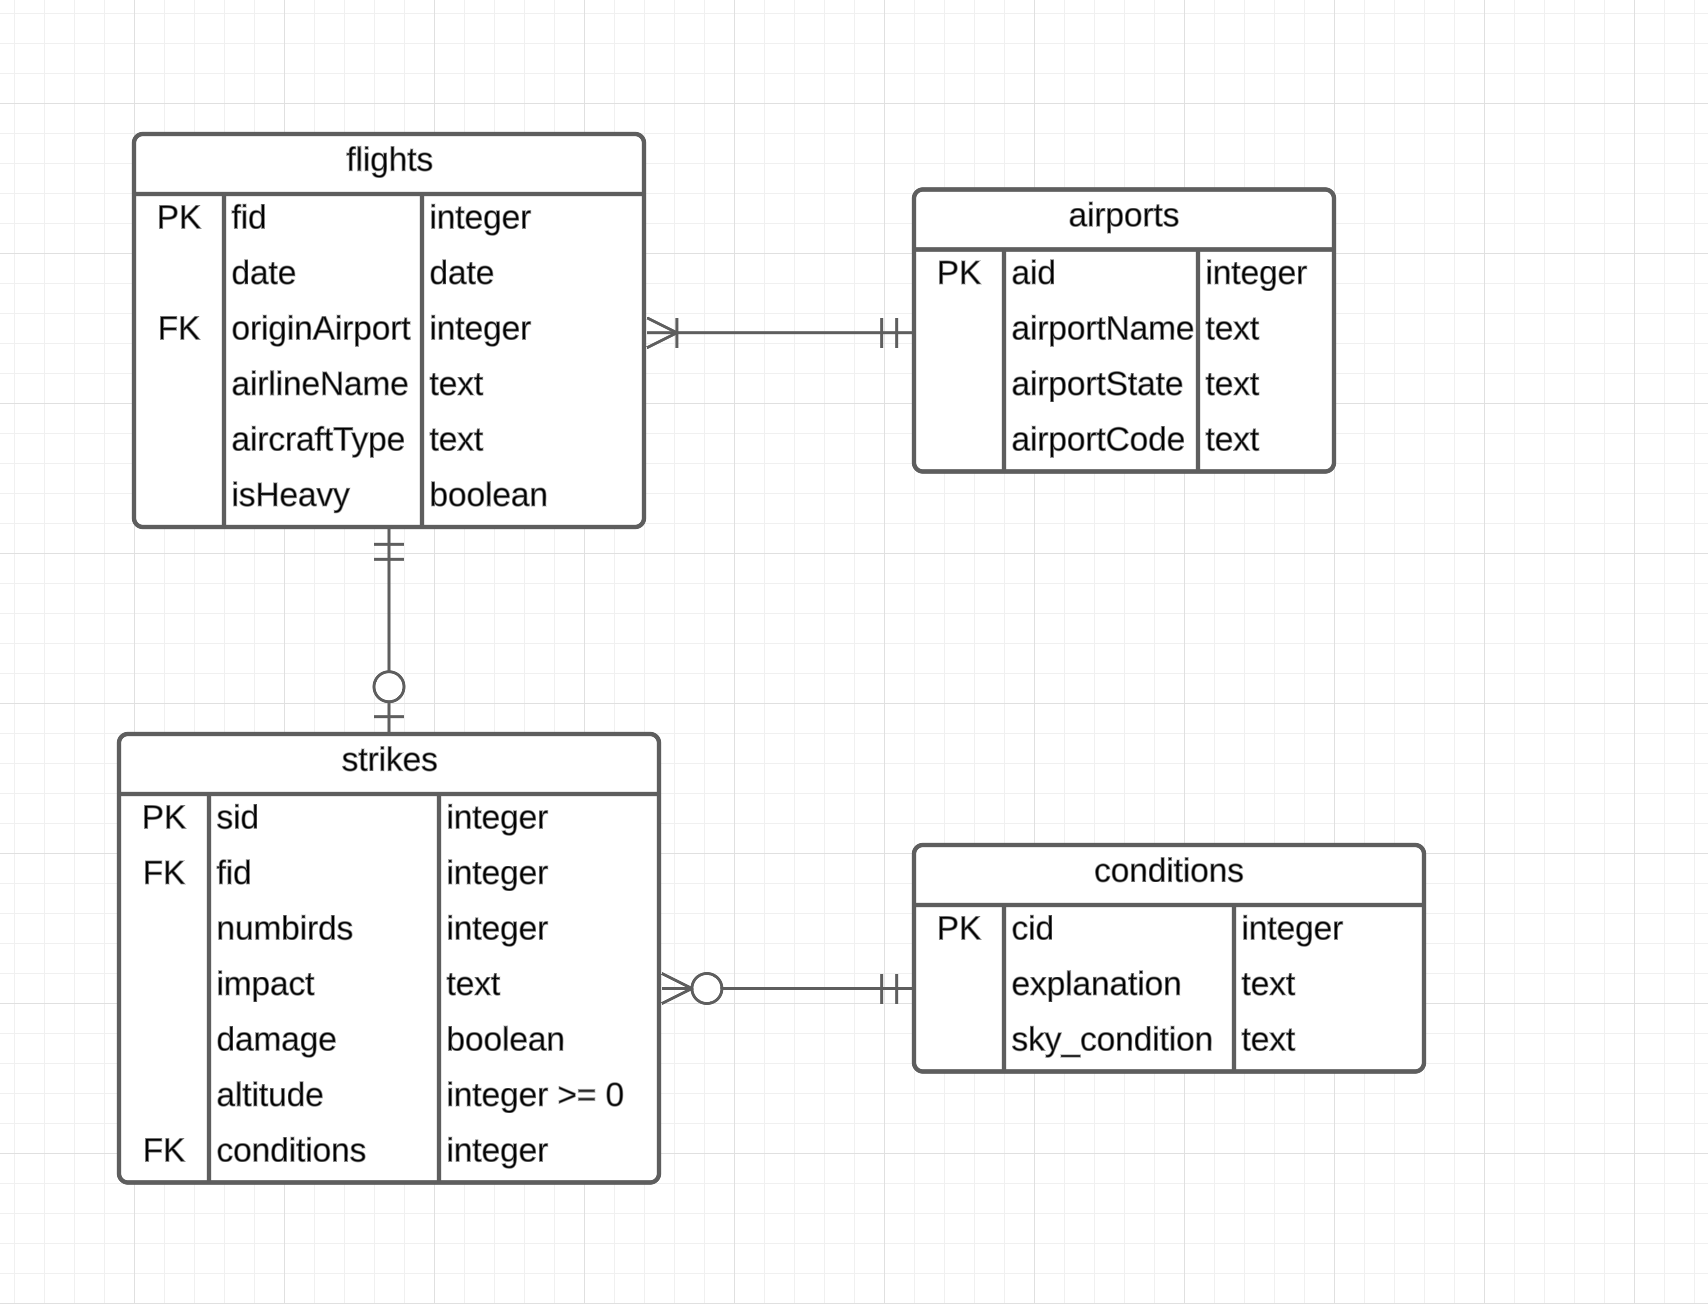 flights
PK fid integer
date date
FK originAirport integer
airlineName text
aircraftType text
isHeavy boolean
airports
PK aid integer
airportName text
airportState text
airportCode text
strikes
PK sid integer
FK fid integer
numbirds integer
impact text
damage boolean
altitude integer >= 0
FK conditions integer
conditions
PK cid integer
explanation text
sky_condition text